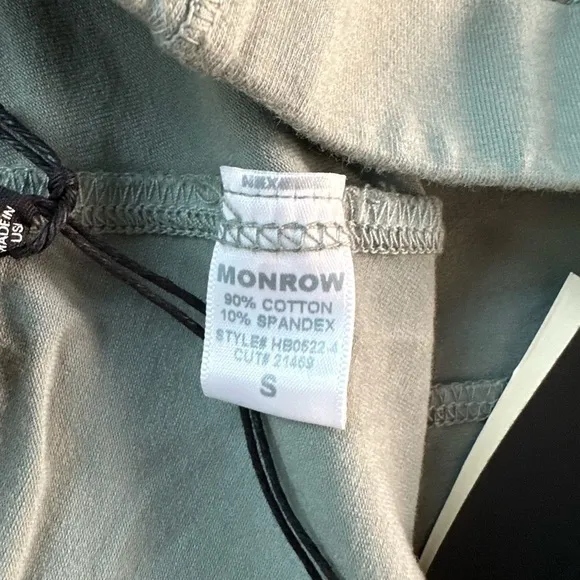 MADE IN
USA
MONROW
90% COTTON
10% SPANDEX
STYLE# HB0522-4
CUT# 21469
S